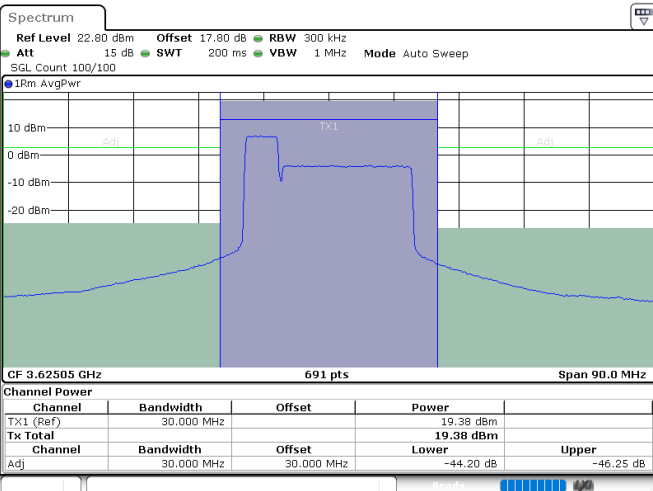 Spectrum
Ref Level 22.80 dBm Offset 17.80 dB RBW 300 kHz
Att 15 dB SWT 200 ms VBW 1 MHz Mode Auto Sweep
SGL Count 100/100
1Rm AvgPwr
TX1
10 dBm
Adj Adj
0 dBm
-10 dBm
-20 dBm
CF 3.62505 GHz 691 pts Span 90.0 MHz
Channel Power
Channel Bandwidth Offset Power
TX1 (Ref) 30.000 MHz 19.38 dBm
Tx Total 19.38 dBm
Channel Bandwidth Offset Lower Upper
Adj 30.000 MHz 30.000 MHz -44.20 dB -46.25 dB
Ready